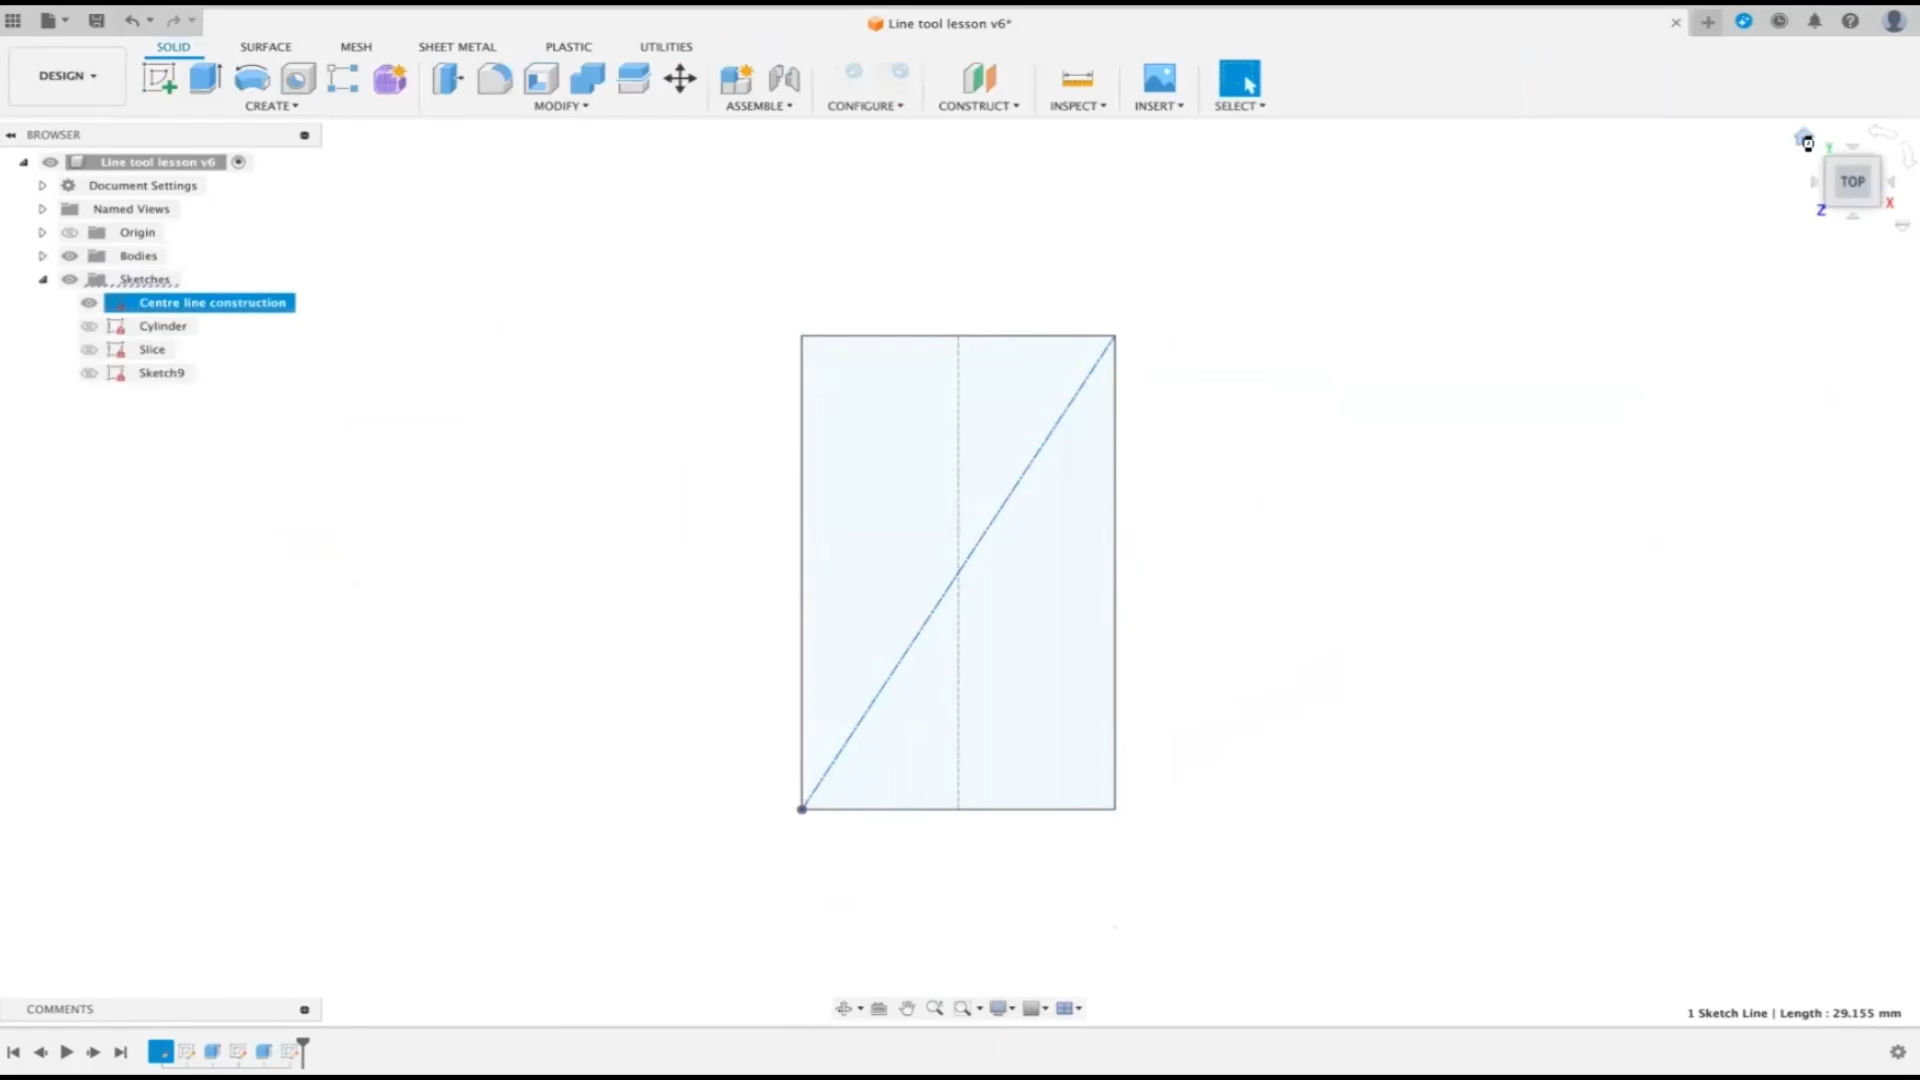 Line tool lesson v6*
SOLID SURFACE MESH SHEET METAL PLASTIC UTILITIES
DESIGN
CREATE MODIFY ASSEMBLE CONFIGURE CONSTRUCT INSPECT INSERT SELECT
BROWSER
Line tool lesson v6
Document Settings
Named Views
Origin
Bodies
Sketches
Centre line construction
Cylinder
Slice
Sketch9
Y
TOP
X
Z
COMMENTS
1 Sketch Line | Length : 29.155 mm